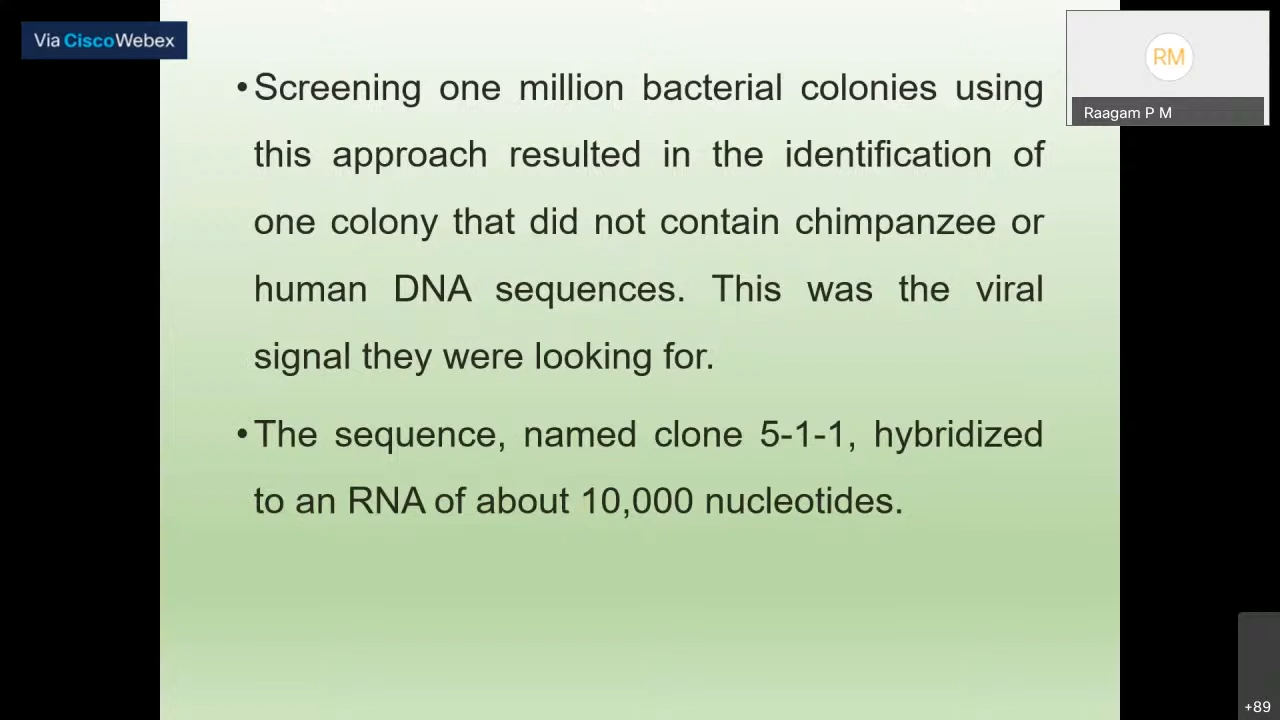 Via CiscoWebex
RM
Raagam P M
•Screening one million bacterial colonies using
this approach resulted in the identification of
one colony that did not contain chimpanzee or
human DNA sequences. This was the viral
signal they were looking for.
•The sequence, named clone 5-1-1, hybridized
to an RNA of about 10,000 nucleotides.
+89